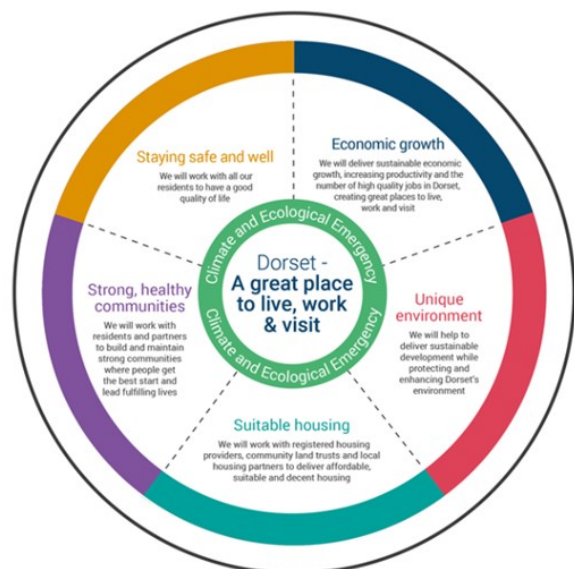 Staying safe and well
We will work with all our
residents to have a good
quality of life
Economic growth
We will deliver sustainable economic
growth, increasing productivity and the
number of high quality jobs in Dorset,
creating great places to live,
work and visit
Climate and Ecological Emergency
Dorset -
A great place
to live, work
& visit
Climate and Ecological Emergency
Strong, healthy
communities
We will work with
residents and partners
to build and maintain
strong communities
where people get
the best start and
lead fulfilling lives
Unique
environment
We will help to
deliver sustainable
development while
protecting and
enhancing Dorset's
environment
Suitable housing
We will work with registered housing
providers, community land trusts and local
housing partners to deliver affordable,
suitable and decent housing